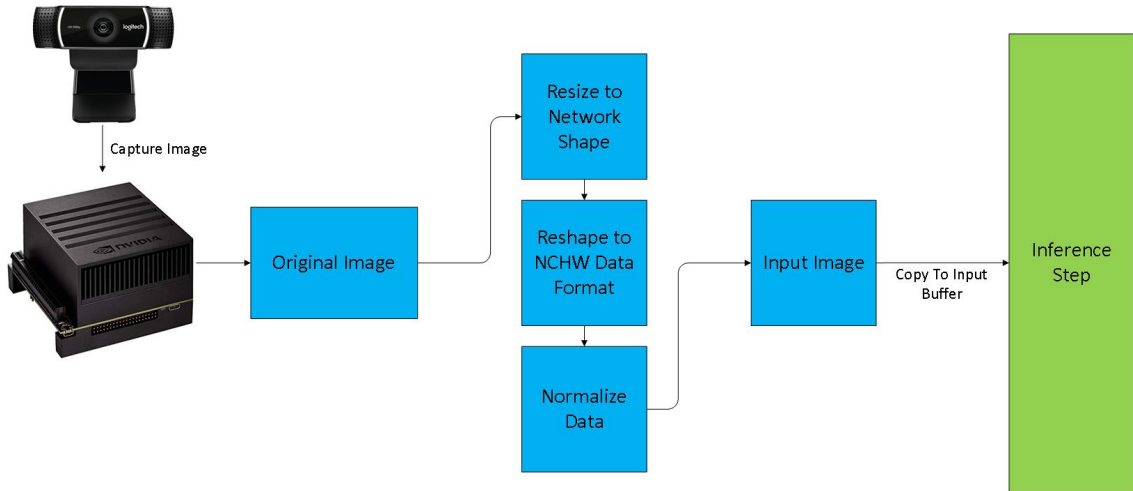 logitech
Capture Image
NVIDIA
Original Image
Resize to
Network
Shape
Reshape to
NCHW Data
Format
Normalize
Data
Input Image
Copy To Input
Buffer
Inference
Step